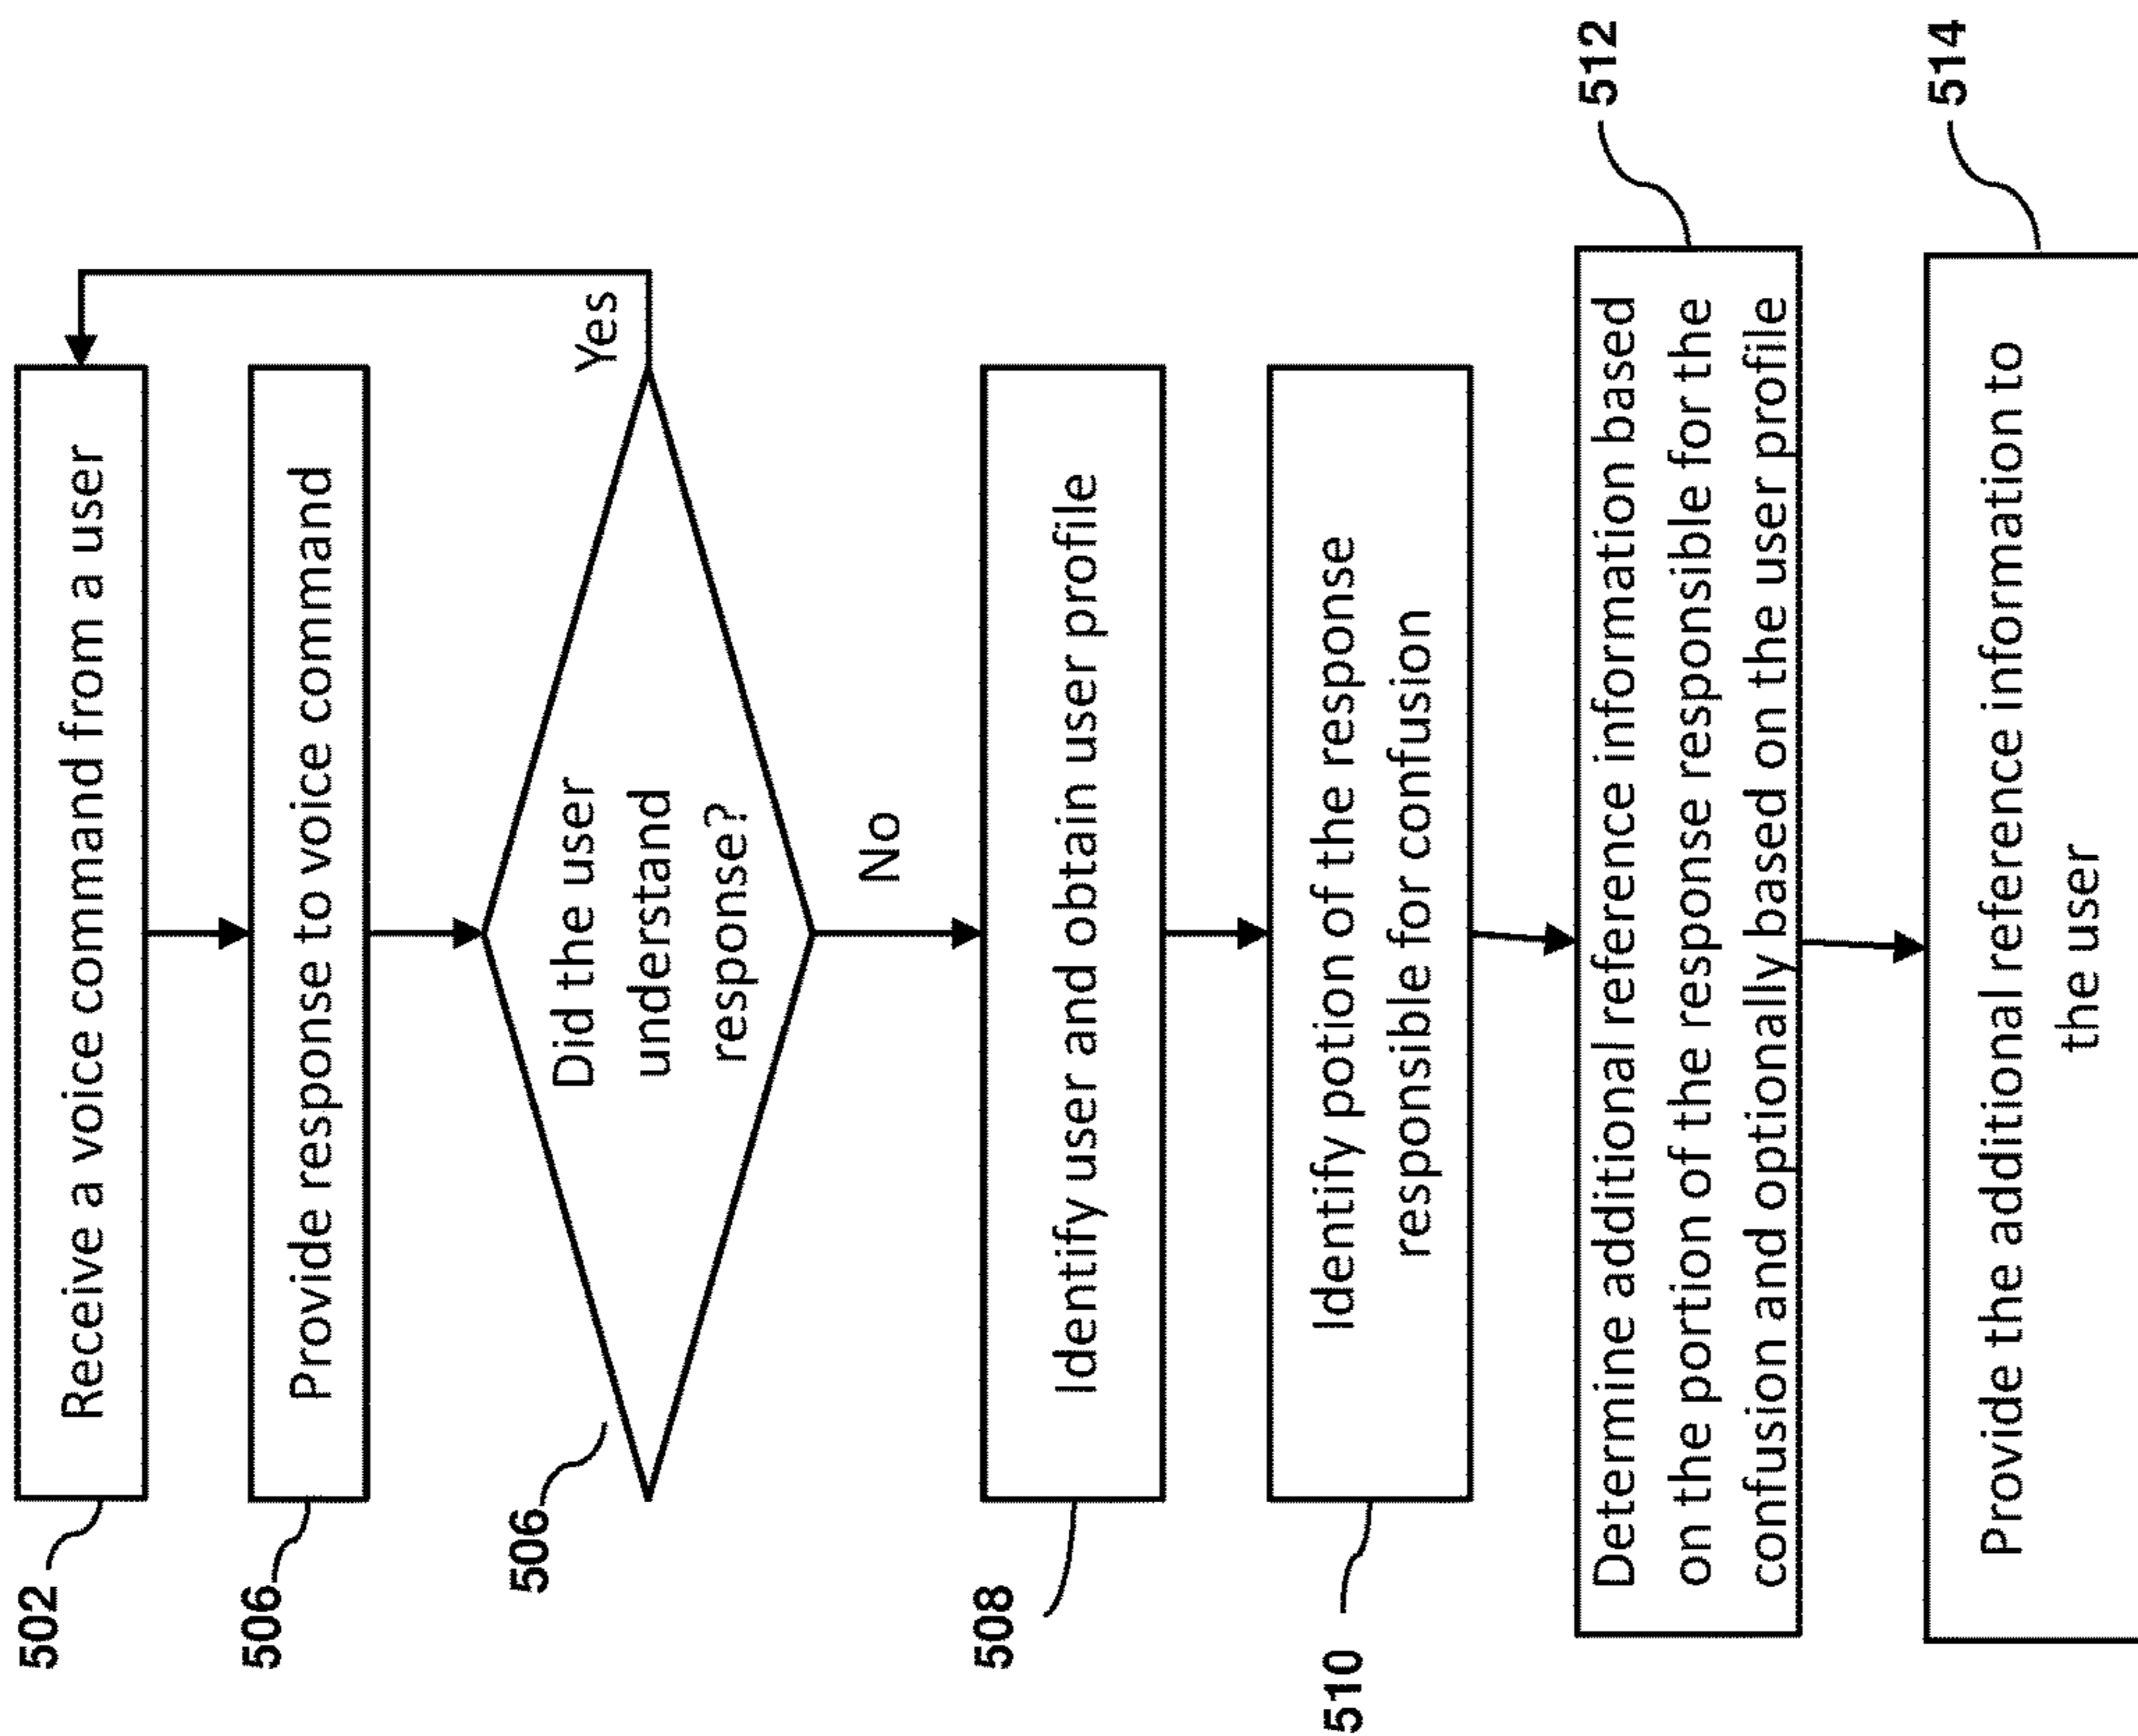 502
Receive a voice command from a user
506
Provide response to voice command
506
Did the user
understand
response?
Yes
No
508
Identify user and obtain user profile
510
Identify potion of the response
responsible for confusion
Determine additional reference information based
on the portion of the response responsible for the
confusion and optionally based on the user profile
512
Provide the additional reference information to
the user
514